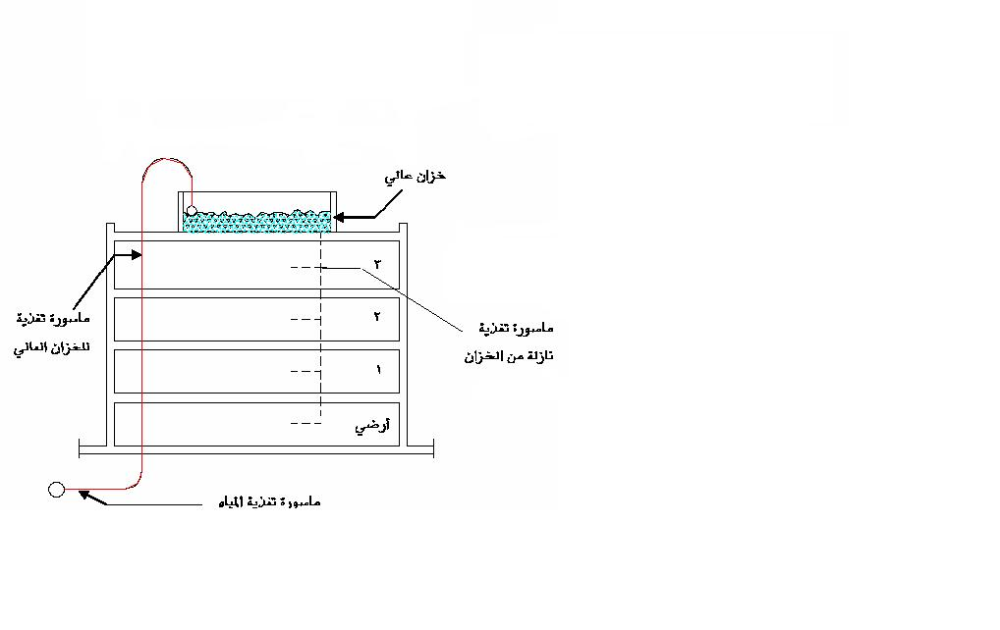 خزان عالي
٣
ماسورة تغذية
للخزان العالي
٢
ماسورة تغذية
نازلة من الخزان
١
أرضي
ماسورة تغذية المياه